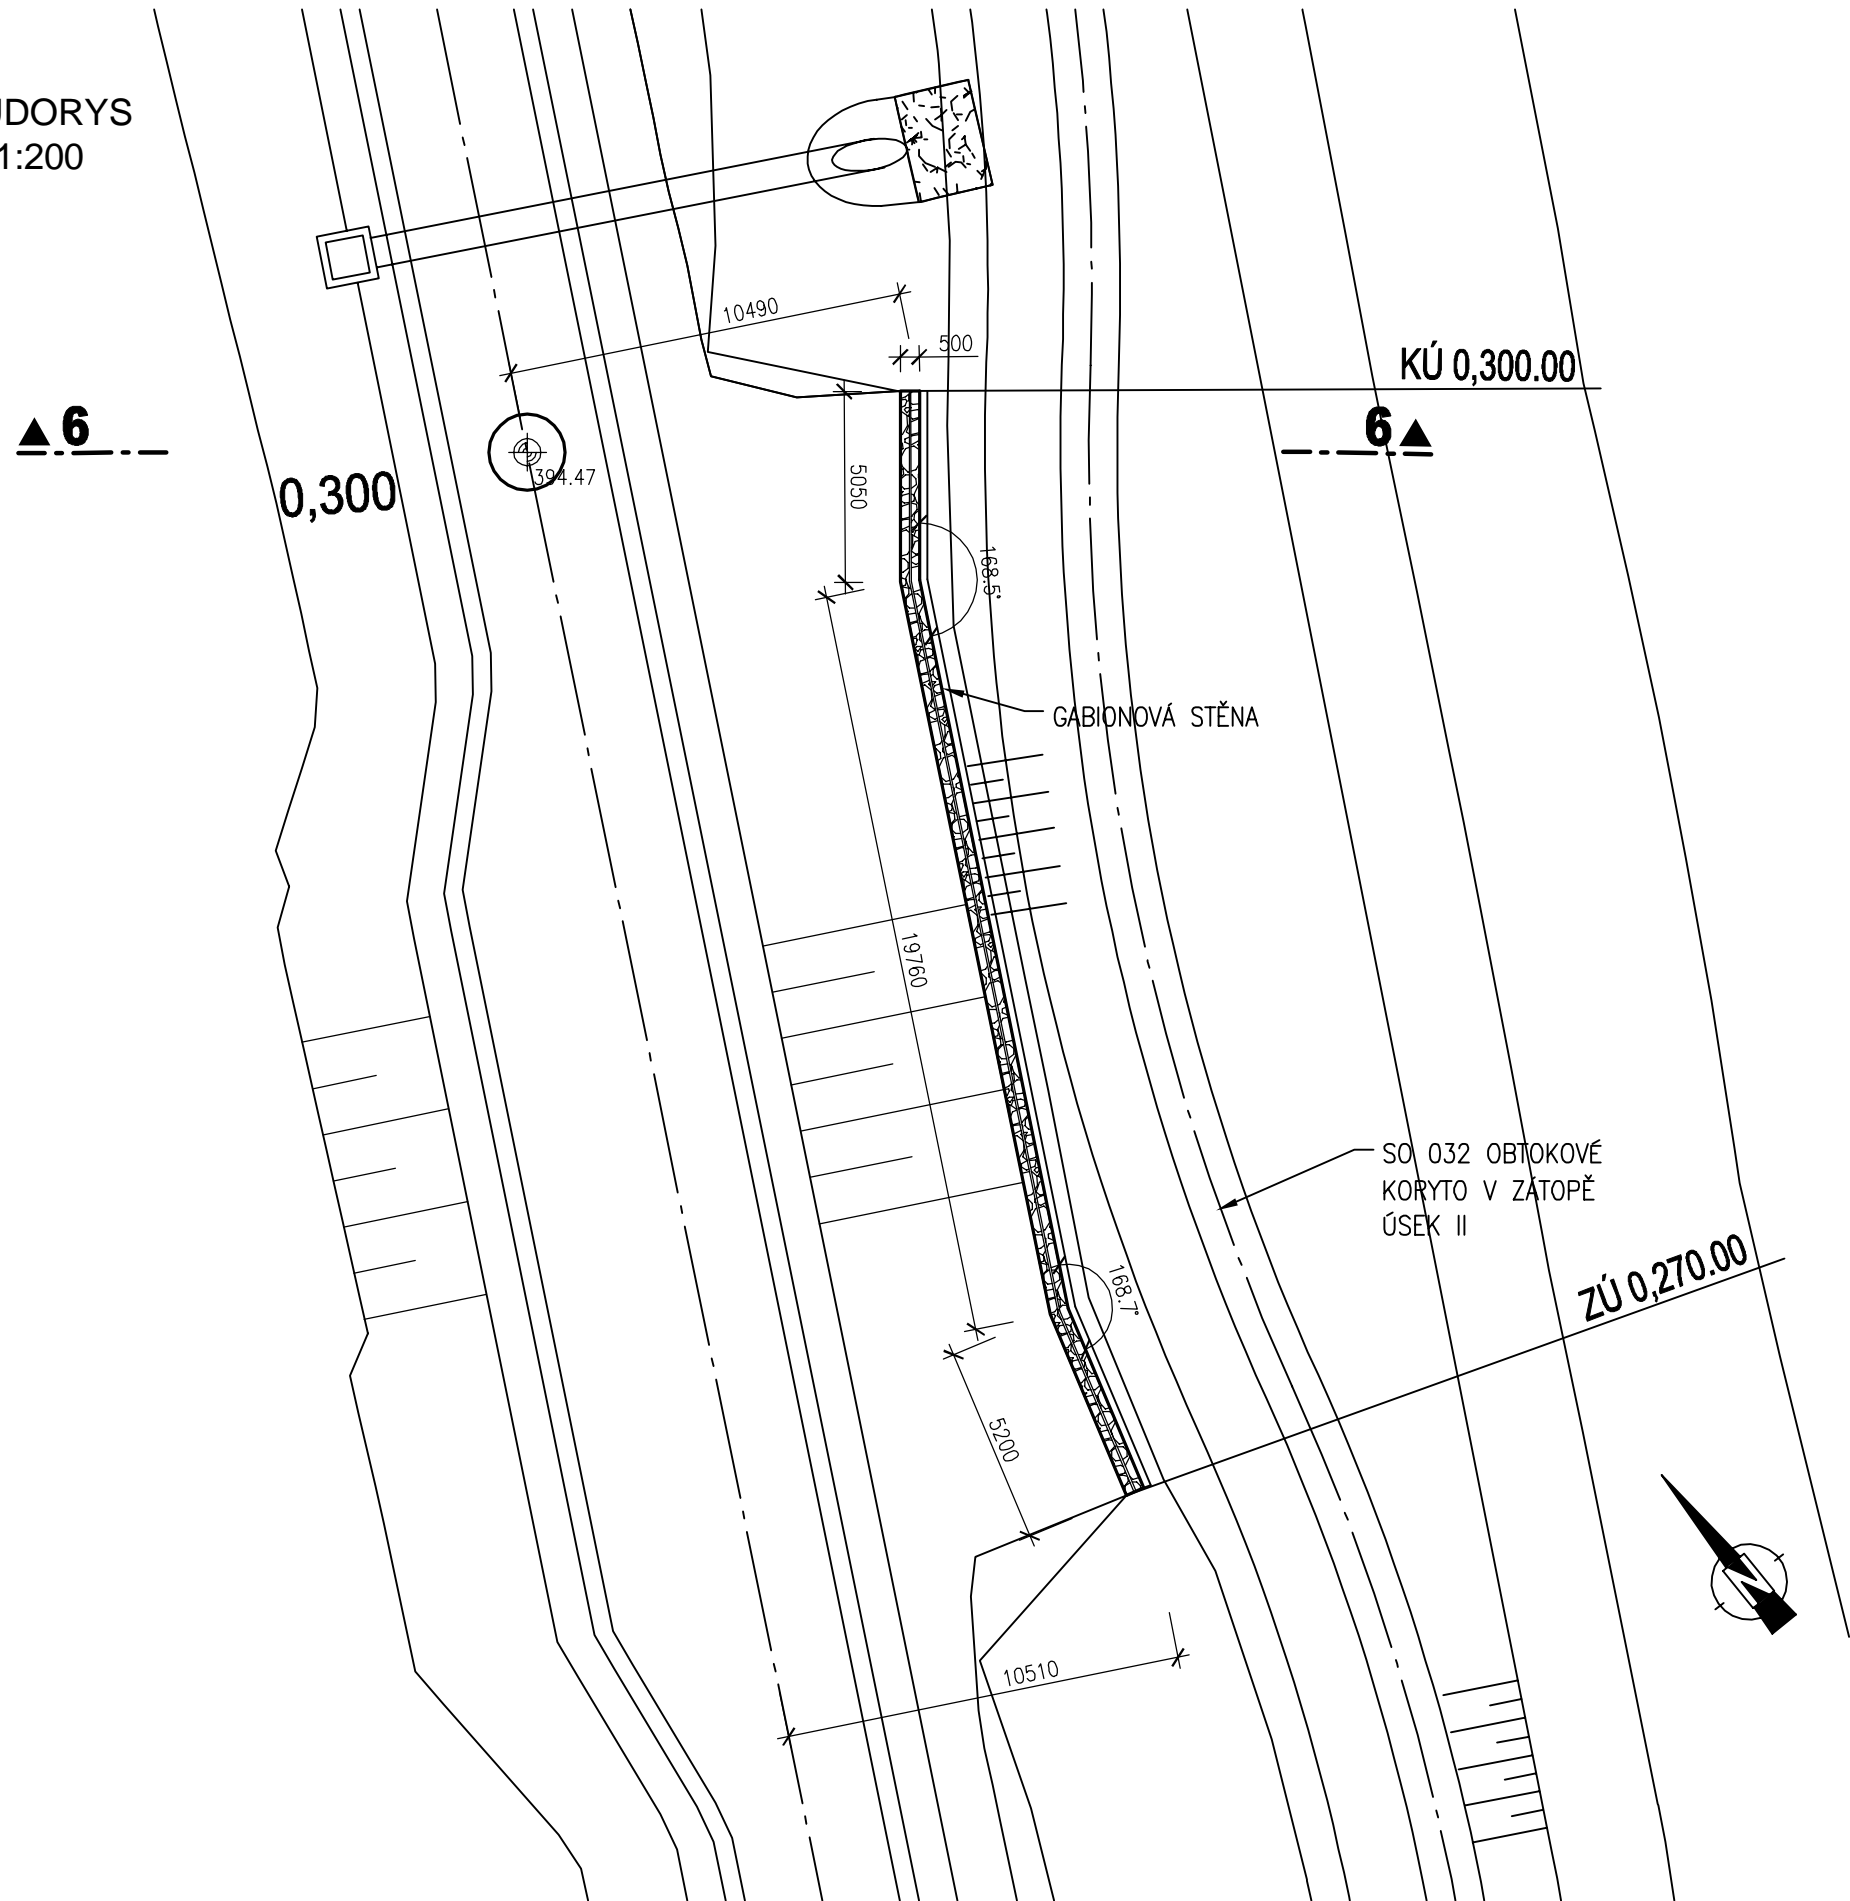 ŮDORYS
1:200
10490
500
KÚ 0,300.00
6
6
394.47
0,300
5050
168.5°
GABIONOVÁ STĚNA
19760
SO 032 OBTOKOVÉ
KORYTO V ZÁTOPĚ
ÚSEK II
ZÚ 0,270.00
168.7°
5200
10510